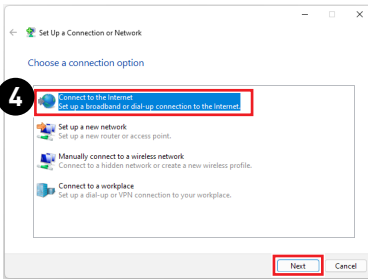 Set Up a Connection or Network
Choose a connection option
4
Connect to the Internet
Set up a broadband or dial-up connection to the Internet.
Set up a new network
Set up a new router or access point.
Manually connect to a wireless network
Connect to a hidden network or create a new wireless profile.
Connect to a workplace
Set up a dial-up or VPN connection to your workplace.
Next
Cancel